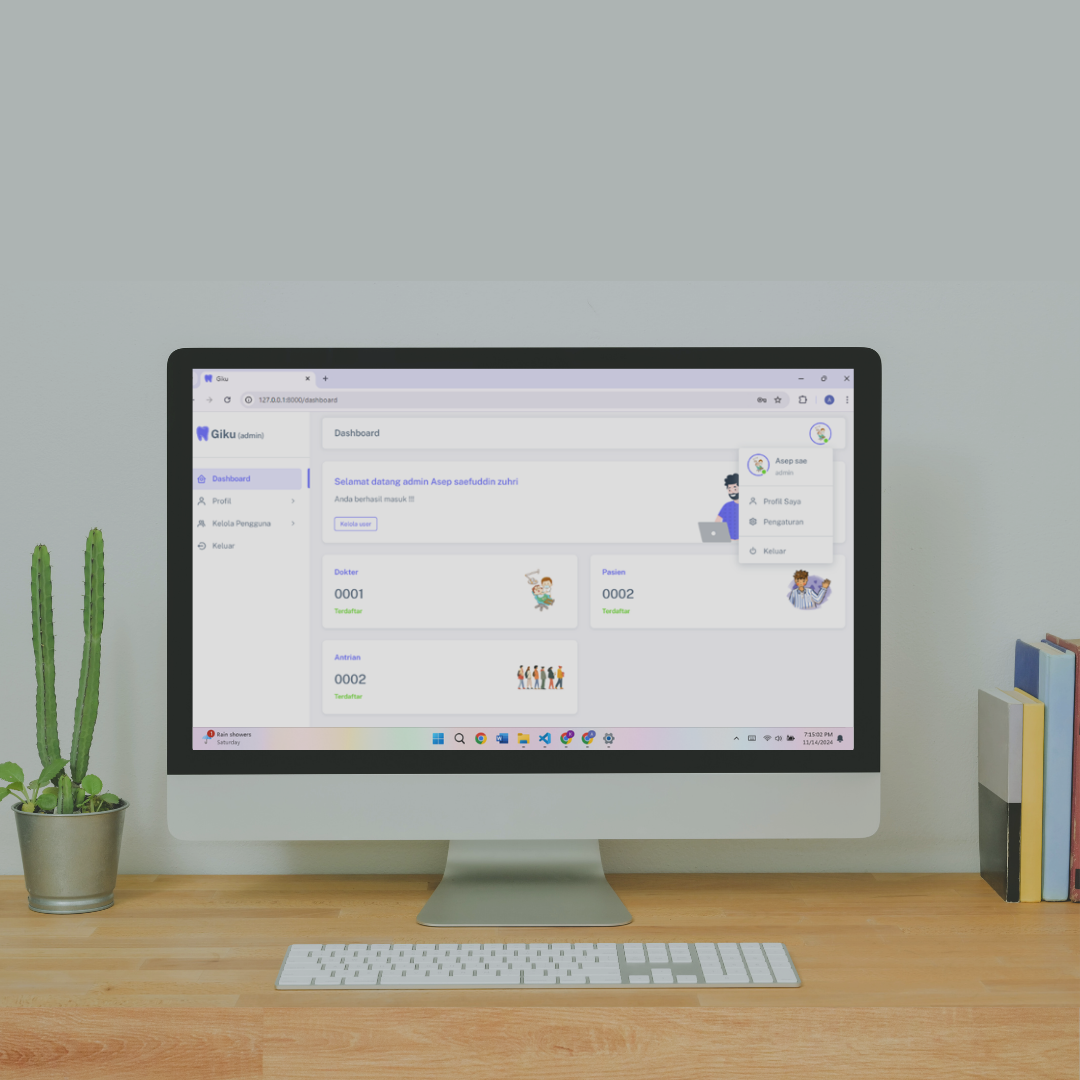 Giku
127.0.0.1:8000/dashboard
Giku (admin)
Dashboard
Profil
Kelola Pengguna
Keluar
Dashboard
Selamat datang admin Asep saefuddin zuhri
Anda berhasil masuk !!!
Kelola user
Asep sae
admin
Profil Saya
Pengaturan
Keluar
Dokter
0001
Terdaftar
Pasien
0002
Terdaftar
Antrian
0002
Terdaftar
1
Rain showers
Saturday
7:15:02 PM
11/14/2024